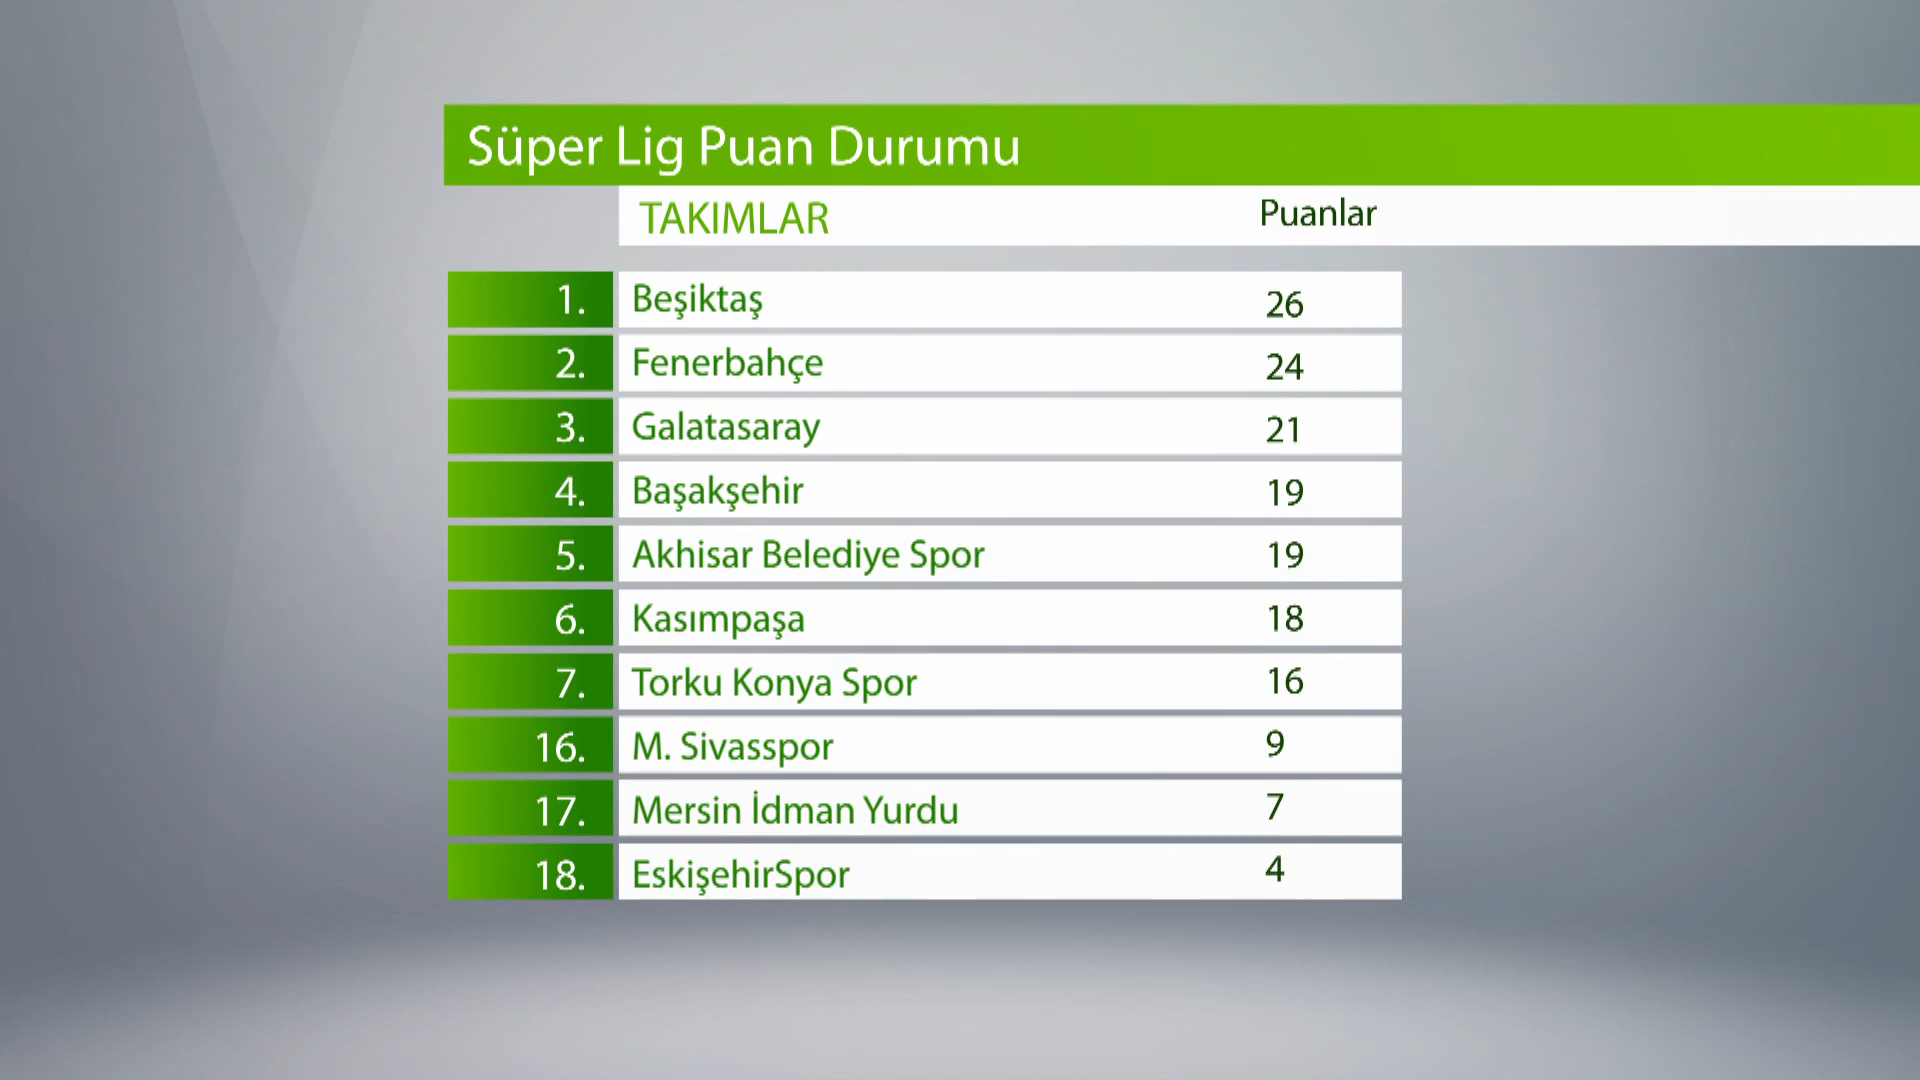 Süper Lig Puan Durumu
TAKIMLAR Puanlar
1. Beşiktaş 26
2. Fenerbahçe 24
3. Galatasaray 21
4. Başakşehir 19
5. Akhisar Belediye Spor 19
6. Kasımpaşa 18
7. Torku Konya Spor 16
16. M. Sivasspor 9
17. Mersin İdman Yurdu 7
18. EskişehirSpor 4